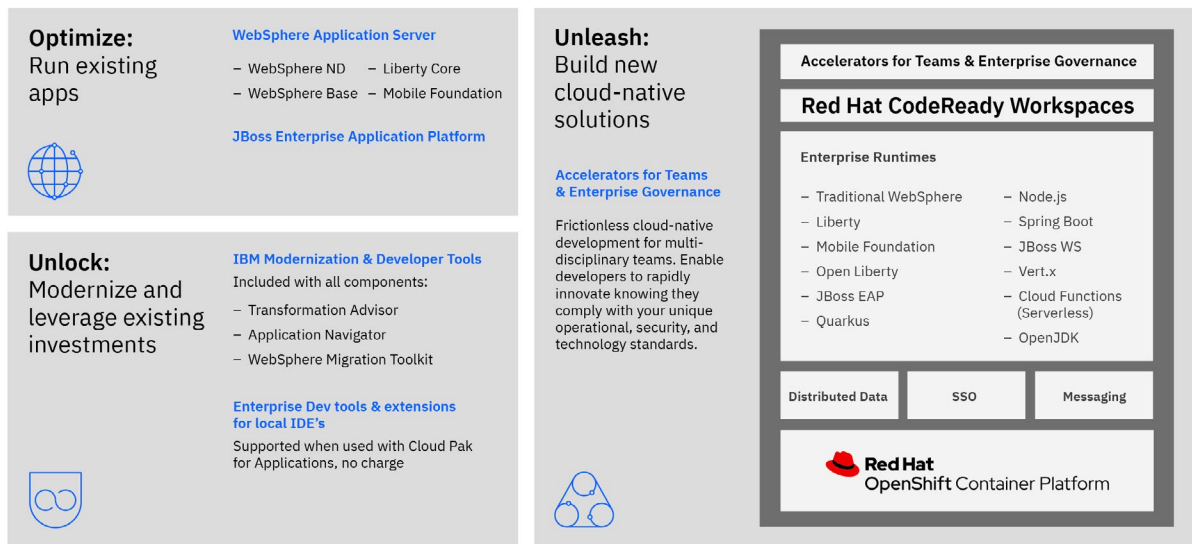 Optimize:
Run existing
apps
WebSphere Application Server
– WebSphere ND – Liberty Core
– WebSphere Base – Mobile Foundation
JBoss Enterprise Application Platform
Unlock:
Modernize and
leverage existing
investments
IBM Modernization & Developer Tools
Included with all components:
– Transformation Advisor
– Application Navigator
– WebSphere Migration Toolkit
Enterprise Dev tools & extensions
for local IDE's
Supported when used with Cloud Pak
for Applications, no charge
Unleash:
Build new
cloud-native
solutions
Accelerators for Teams
& Enterprise Governance
Frictionless cloud-native
development for multi-
disciplinary teams. Enable
developers to rapidly
innovate knowing they
comply with your unique
operational, security, and
technology standards.
Accelerators for Teams & Enterprise Governance
Red Hat CodeReady Workspaces
Enterprise Runtimes
– Traditional WebSphere
– Liberty
– Mobile Foundation
– Open Liberty
– JBoss EAP
– Quarkus
– Node.js
– Spring Boot
– JBoss WS
– Vert.x
– Cloud Functions
(Serverless)
– OpenJDK
Distributed Data
SSO
Messaging
Red Hat
OpenShift Container Platform